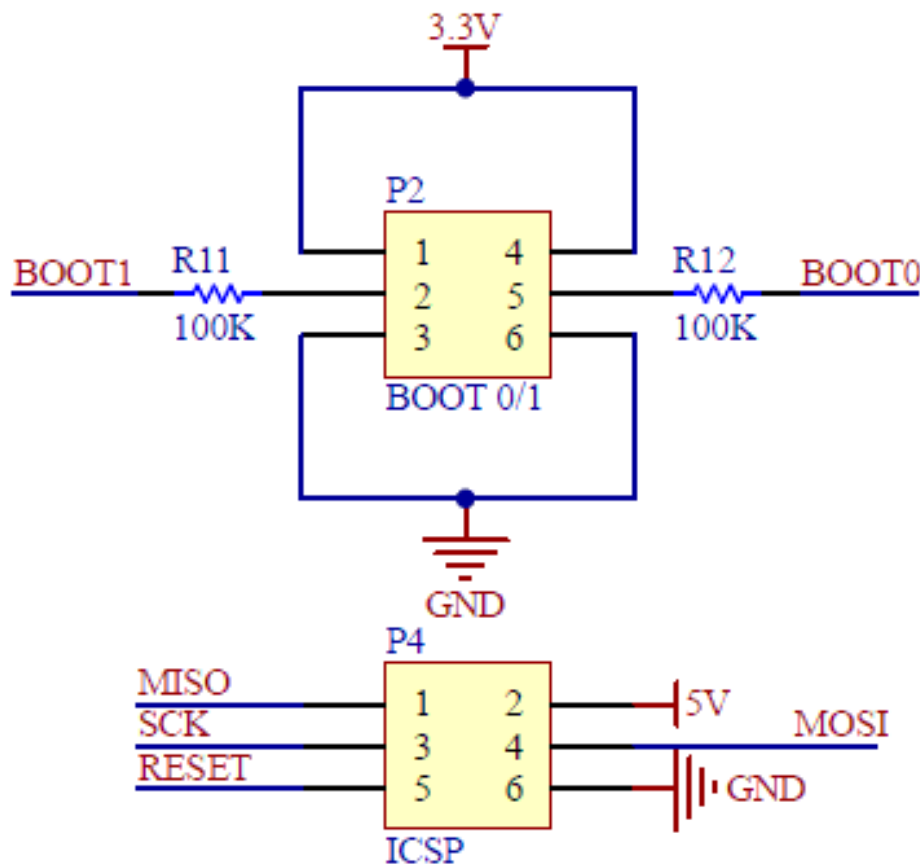 3.3V
P2
BOOT1 R11 1 4 R12 BOOT0
2 5
100K 3 6 100K
BOOT 0/1
GND
P4
MISO 1 2 5V
SCK 3 4 MOSI
RESET 5 6 GND
ICSP